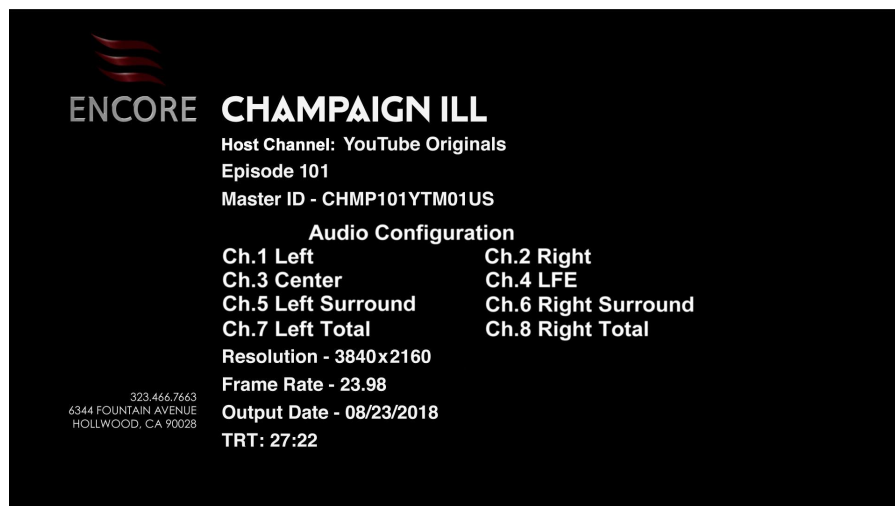 ENCORE CHAMPAIGN ILL
Host Channel: YouTube Originals
Episode 101
Master ID - CHMP101YTM01US
Audio Configuration
Ch.1 Left Ch.2 Right
Ch.3 Center Ch.4 LFE
Ch.5 Left Surround Ch.6 Right Surround
Ch.7 Left Total Ch.8 Right Total
Resolution - 3840x2160
Frame Rate - 23.98
Output Date - 08/23/2018
TRT: 27:22
323.466.7663
6344 FOUNTAIN AVENUE
HOLLWOOD, CA 90028